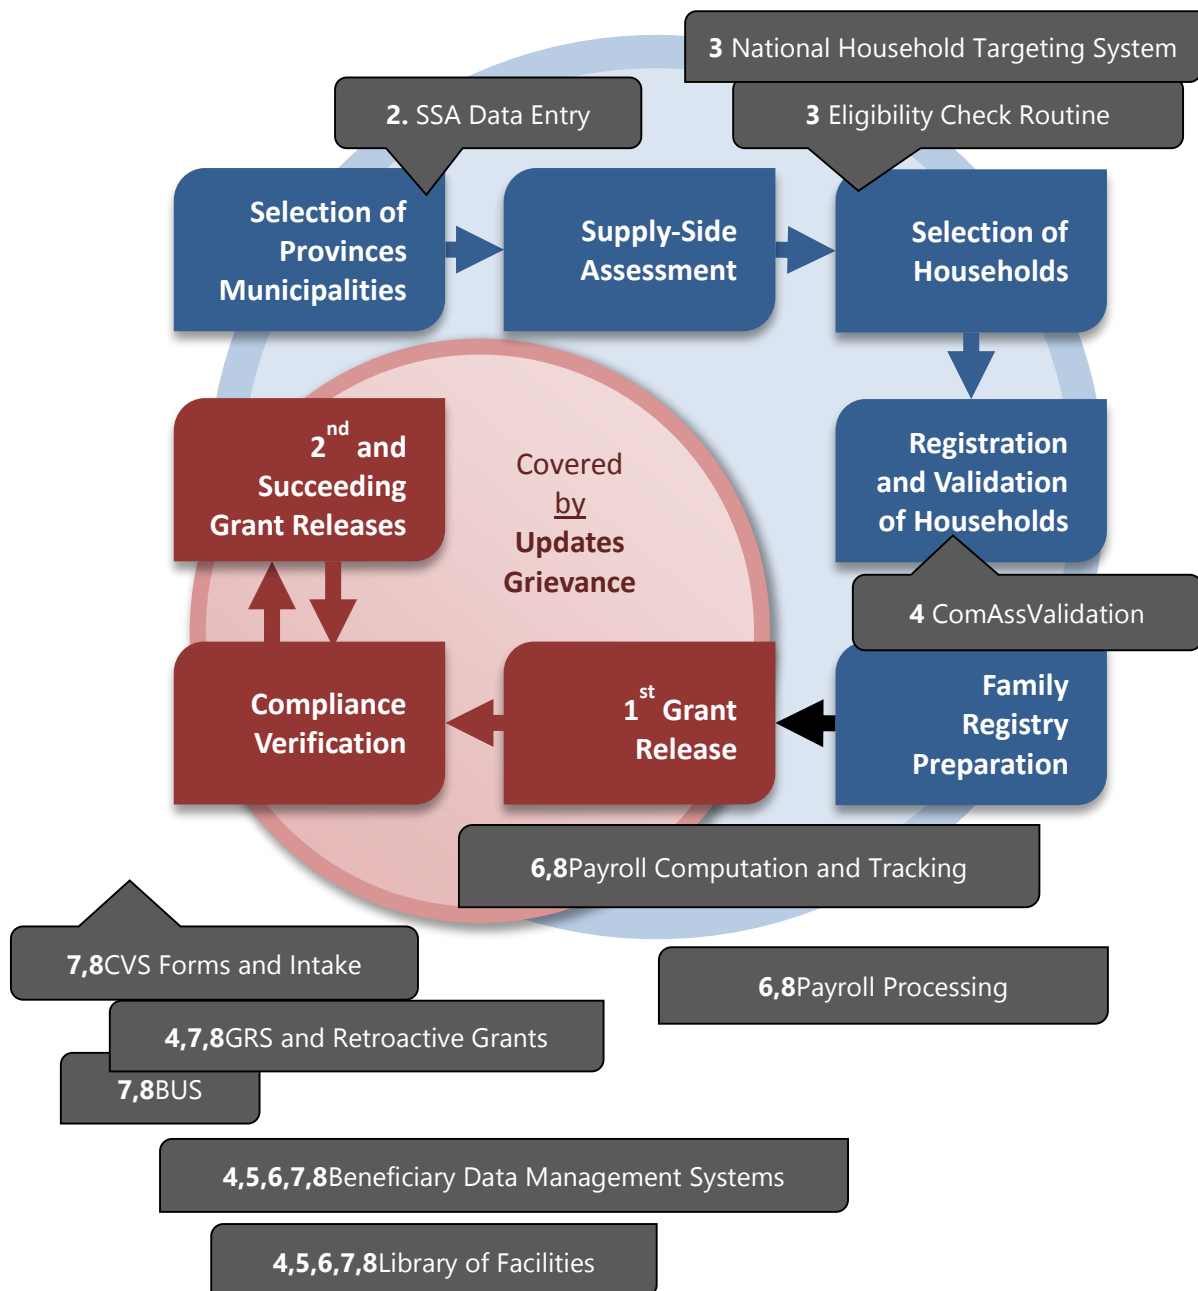 3 National Household Targeting System
2. SSA Data Entry
3 Eligibility Check Routine
Selection of
Provinces
Municipalities
Supply-Side
Assessment
Selection of
Households
2nd and
Succeeding
Grant Releases
Covered
by
Updates
Grievance
Registration
and Validation
of Households
4 ComAssValidation
Compliance
Verification
1st Grant
Release
Family
Registry
Preparation
6,8Payroll Computation and Tracking
7,8CVS Forms and Intake
6,8Payroll Processing
4,7,8GRS and Retroactive Grants
7,8BUS
4,5,6,7,8Beneficiary Data Management Systems
4,5,6,7,8Library of Facilities